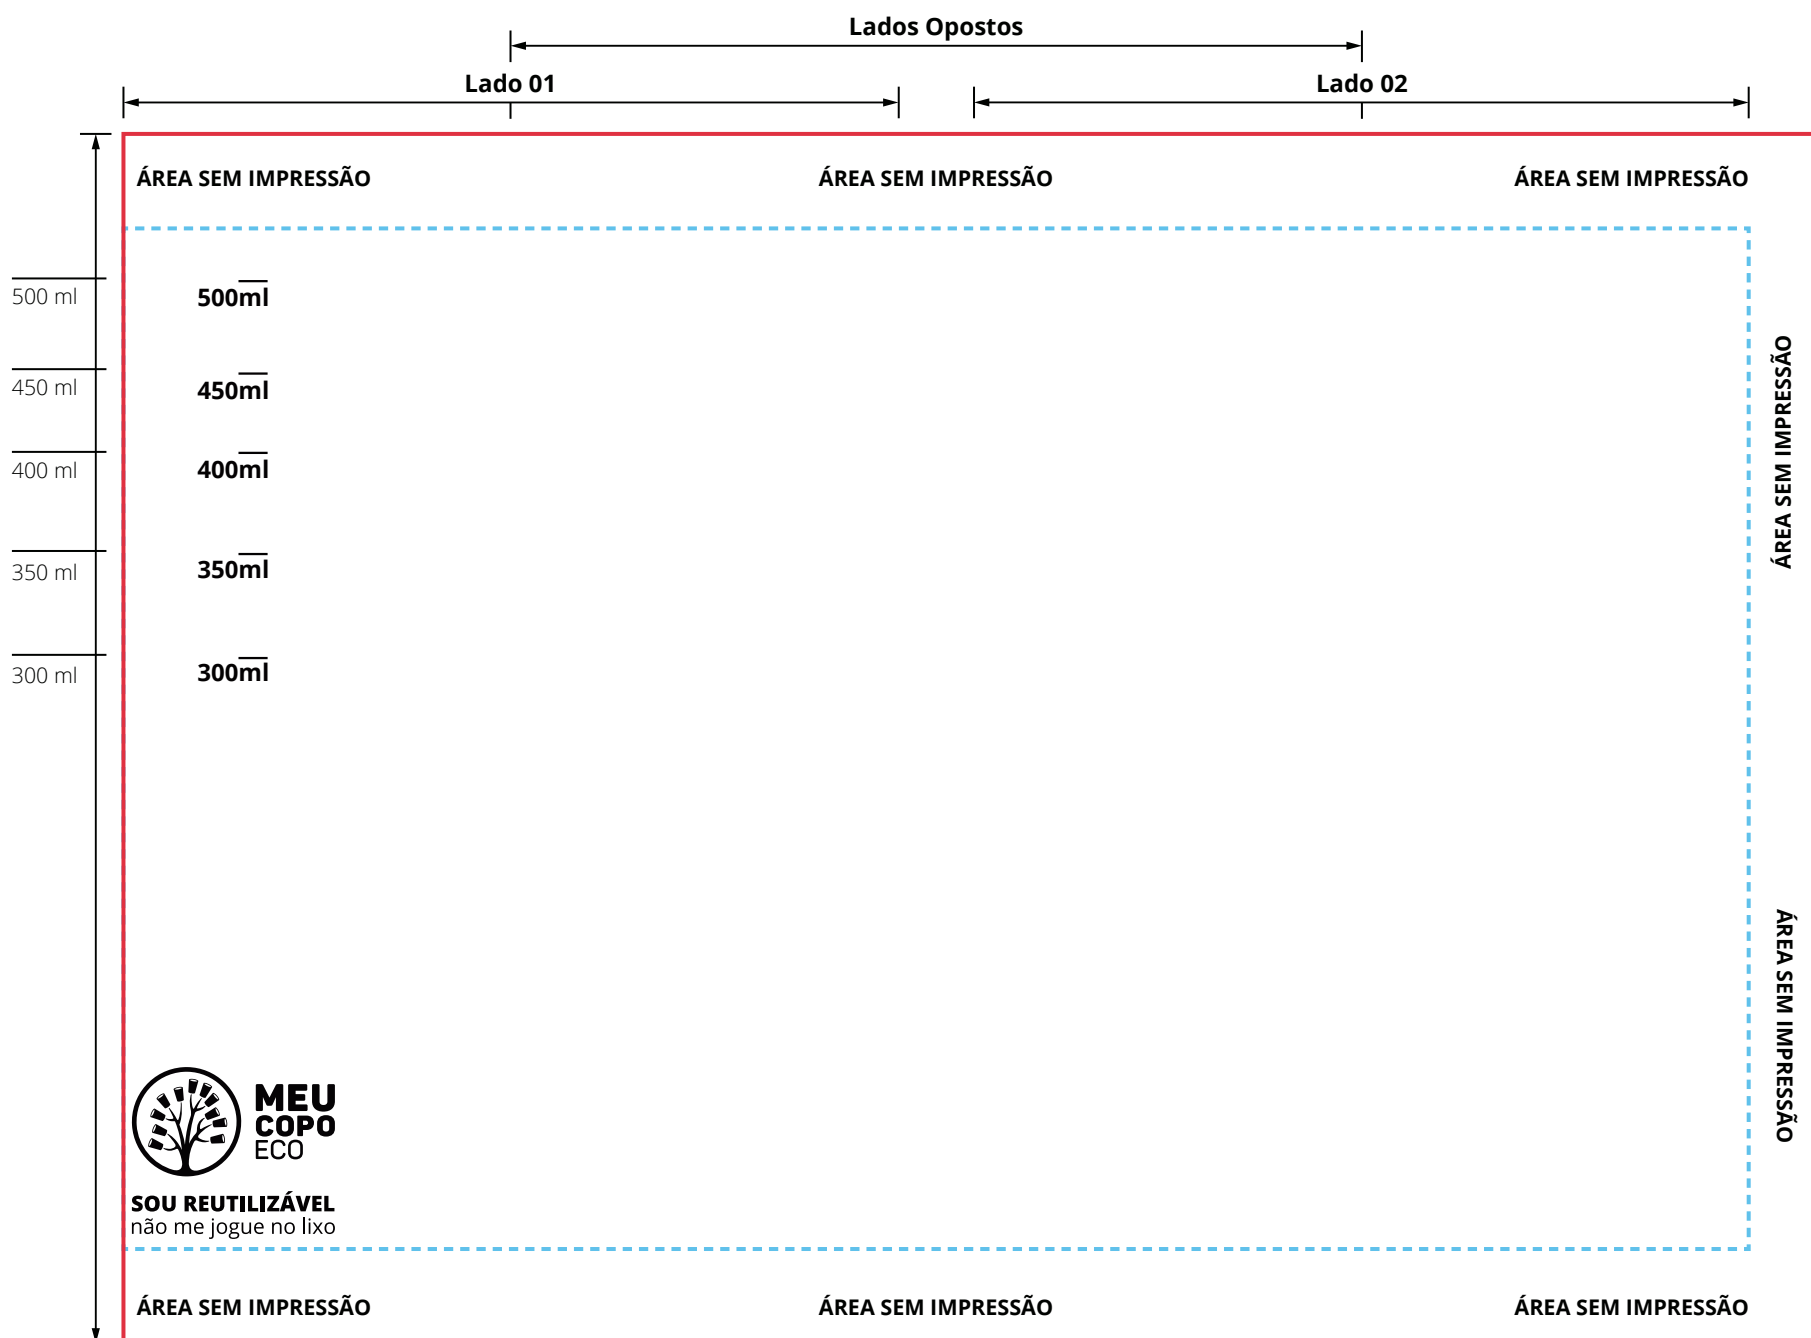 Lados Opostos
Lado 01
Lado 02
ÁREA SEM IMPRESSÃO
ÁREA SEM IMPRESSÃO
ÁREA SEM IMPRESSÃO
500 ml
500ml
450 ml
450ml
400 ml
400ml
350 ml
350ml
300 ml
300ml
ÁREA SEM IMPRESSÃO
ÁREA SEM IMPRESSÃO
MEU
COPO
ECO
SOU REUTILIZÁVEL
não me jogue no lixo
ÁREA SEM IMPRESSÃO
ÁREA SEM IMPRESSÃO
ÁREA SEM IMPRESSÃO